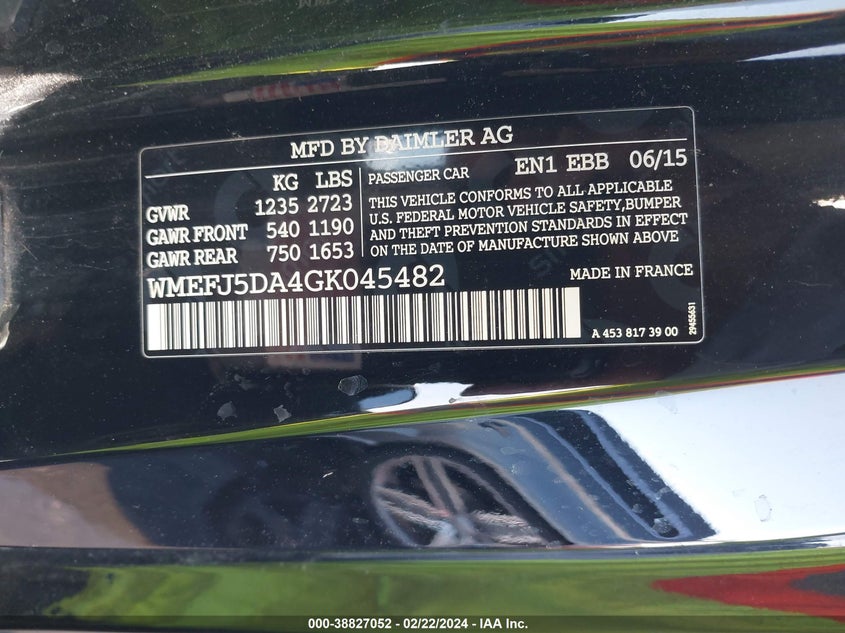 MFD BY DAIMLER AG
KG LBS
GVWR 1235 2723
GAWR FRONT 540 1190
GAWR REAR 750 1653
PASSENGER CAR EN1 EBB 06/15
THIS VEHICLE CONFORMS TO ALL APPLICABLE
U.S. FEDERAL MOTOR VEHICLE SAFETY,BUMPER
AND THEFT PREVENTION STANDARDS IN EFFECT
ON THE DATE OF MANUFACTURE SHOWN ABOVE
WMEFJ5DA4GK045482
MADE IN FRANCE
A 453 817 39 00
29455631
000-38827052 - 02/22/2024 - IAA Inc.